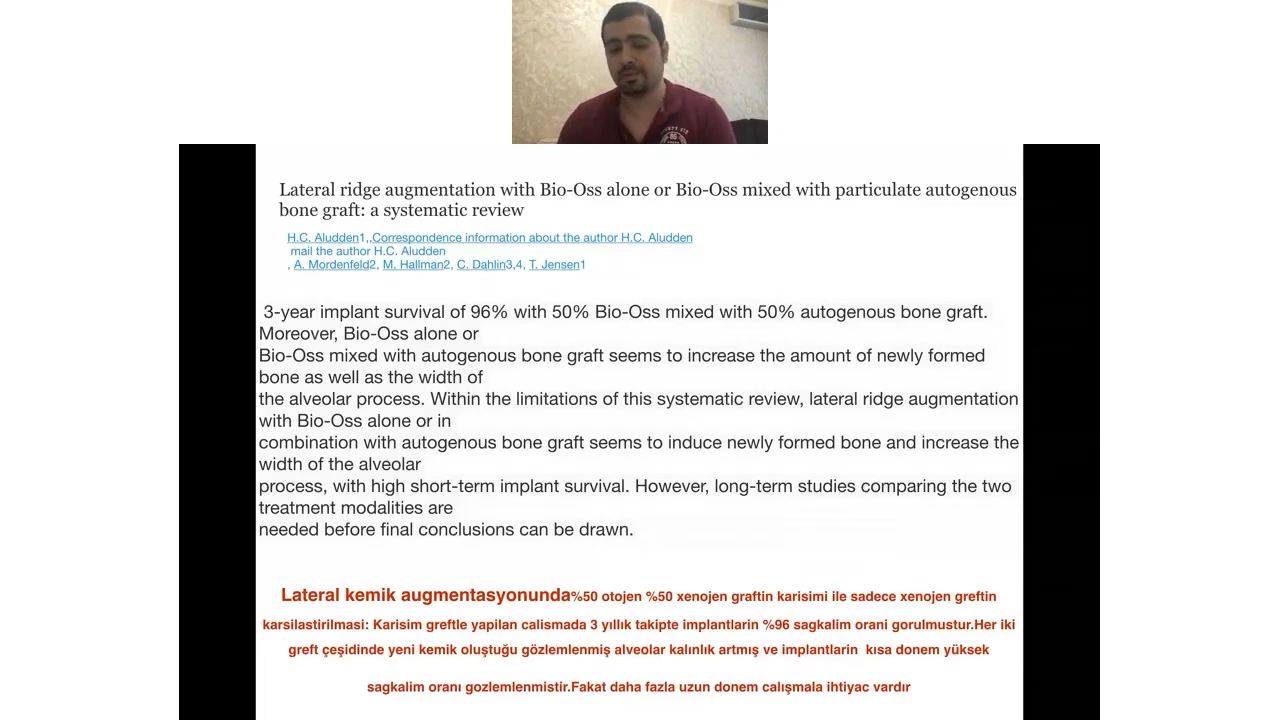 86
Lateral ridge augmentation with Bio-Oss alone or Bio-Oss mixed with particulate autogenous
bone graft: a systematic review
H.C. Aludden1,,Correspondence information about the author H.C. Aludden
mail the author H.C. Aludden
, A. Mordenfeld2, M. Hallman2, C. Dahlin3,4, T. Jensen1
3-year implant survival of 96% with 50% Bio-Oss mixed with 50% autogenous bone graft.
Moreover, Bio-Oss alone or
Bio-Oss mixed with autogenous bone graft seems to increase the amount of newly formed
bone as well as the width of
the alveolar process. Within the limitations of this systematic review, lateral ridge augmentation
with Bio-Oss alone or in
combination with autogenous bone graft seems to induce newly formed bone and increase the
width of the alveolar
process, with high short-term implant survival. However, long-term studies comparing the two
treatment modalities are
needed before final conclusions can be drawn.
Lateral kemik augmentasyonunda%50 otojen %50 xenojen graftin karisimi ile sadece xenojen greftin
karsilastirilmasi: Karisim greftle yapilan calismada 3 yıllık takipte implantlarin %96 sagkalim orani gorulmustur.Her iki
greft çeşidinde yeni kemik oluştuğu gözlemlenmiş alveolar kalınlık artmış ve implantlarin kısa donem yüksek
sagkalim oranı gozlemlenmistir.Fakat daha fazla uzun donem calışmala ihtiyac vardır